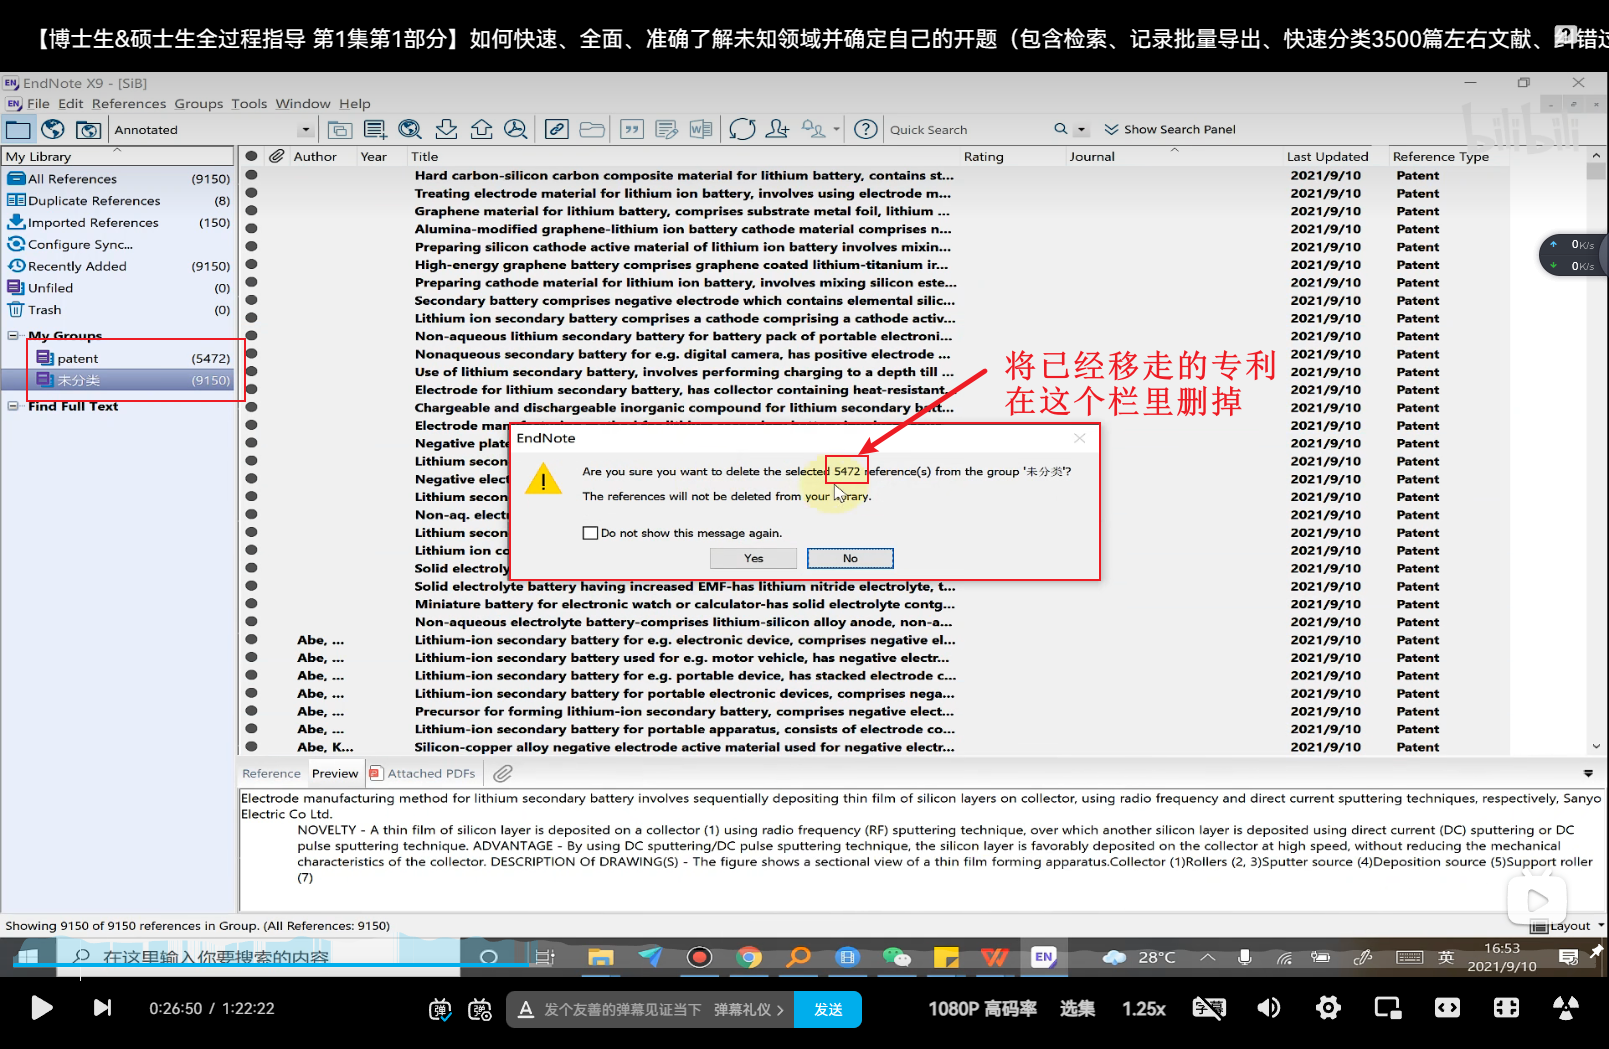 【博士生&硕士生全过程指导 第1集第1部分】如何快速、全面、准确了解未知领域并确定自己的开题（包含检索、记录批量导出、快速分类3500篇左右文献、纠错过
EndNote X9 - [SiB]
File Edit References Groups Tools Window Help
Annotated
Quick Search
Show Search Panel
bilibili
My Library
Author Year Title Rating Journal Last Updated Reference Type
All References (9150)
Duplicate References (8)
Imported References (150)
Configure Sync...
Recently Added (9150)
Unfiled (0)
Trash (0)
My Groups
patent (5472)
未分类 (9150)
Find Full Text
Hard carbon-silicon carbon composite material for lithium battery, contains st... 2021/9/10 Patent
Treating electrode material for lithium ion battery, involves using electrode m... 2021/9/10 Patent
Graphene material for lithium battery, comprises substrate metal foil, lithium ... 2021/9/10 Patent
Alumina-modified graphene-lithium ion battery cathode material comprises n... 2021/9/10 Patent
Preparing silicon cathode active material of lithium ion battery involves mixin... 2021/9/10 Patent
High-energy graphene battery comprises graphene coated lithium-titanium ir... 2021/9/10 Patent
Preparing cathode material for lithium ion battery, involves mixing silicon este... 2021/9/10 Patent
Secondary battery comprises negative electrode which contains elemental silic... 2021/9/10 Patent
Lithium ion secondary battery comprises a cathode comprising a cathode activ... 2021/9/10 Patent
Non-aqueous lithium secondary battery for battery pack of portable electroni... 2021/9/10 Patent
Nonaqueous secondary battery for e.g. digital camera, has positive electrode ... 2021/9/10 Patent
Use of lithium secondary battery, involves performing charging to a depth till ... 2021/9/10 Patent
Electrode for lithium secondary battery, has collector containing heat-resistant... 2021/9/10 Patent
Chargeable and dischargeable inorganic compound for lithium secondary batt... 2021/9/10 Patent
Electrode man 2021/9/10 Patent
Negative plate 2021/9/10 Patent
Lithium secon 2021/9/10 Patent
Negative elect 2021/9/10 Patent
Lithium secon 2021/9/10 Patent
Non-aq. elect 2021/9/10 Patent
Lithium secon 2021/9/10 Patent
Lithium ion co 2021/9/10 Patent
Solid electroly 2021/9/10 Patent
Solid electrolyte battery having increased EMF-has lithium nitride electrolyte, t... 2021/9/10 Patent
Miniature battery for electronic watch or calculator-has solid electrolyte contg... 2021/9/10 Patent
Non-aqueous electrolyte battery-comprises lithium-silicon alloy anode, non-a... 2021/9/10 Patent
Abe, ... Lithium-ion secondary battery for e.g. electronic device, comprises negative el... 2021/9/10 Patent
Abe, ... Lithium-ion secondary battery used for e.g. motor vehicle, has negative electr... 2021/9/10 Patent
Abe, ... Lithium-ion secondary battery for e.g. portable device, has stacked electrode c... 2021/9/10 Patent
Abe, ... Lithium-ion secondary battery for portable electronic devices, comprises nega... 2021/9/10 Patent
Abe, ... Precursor for forming lithium-ion secondary battery, comprises negative elect... 2021/9/10 Patent
Abe, ... Lithium-ion secondary battery for portable apparatus, consists of electrode co... 2021/9/10 Patent
Abe, K... Silicon-copper alloy negative electrode active material used for negative electr... 2021/9/10 Patent
将已经移走的专利
在这个栏里删掉
EndNote
Are you sure you want to delete the selected 5472 reference(s) from the group '未分类'?
The references will not be deleted from your library.
Do not show this message again.
Yes No
0K/s
0K/s
Reference Preview Attached PDFs
Electrode manufacturing method for lithium secondary battery involves sequentially depositing thin film of silicon layers on collector, using radio frequency and direct current sputtering techniques, respectively, Sanyo
Electric Co Ltd.
NOVELTY - A thin film of silicon layer is deposited on a collector (1) using radio frequency (RF) sputtering technique, over which another silicon layer is deposited using direct current (DC) sputtering or DC
pulse sputtering technique. ADVANTAGE - By using DC sputtering/DC pulse sputtering technique, the silicon layer is favorably deposited on the collector at high speed, without reducing the mechanical
characteristics of the collector. DESCRIPTION Of DRAWING(S) - The figure shows a sectional view of a thin film forming apparatus.Collector (1)Rollers (2, 3)Sputter source (4)Deposition source (5)Support roller
(7)
Showing 9150 of 9150 references in Group. (All References: 9150)
Layout
在这里输入你要搜索的内容
EN
28°C
英
16:53
2021/9/10
0:26:50 / 1:22:22
弹 弹
发个友善的弹幕见证当下 弹幕礼仪 > 发送
1080P 高码率 选集 1.25x 字幕